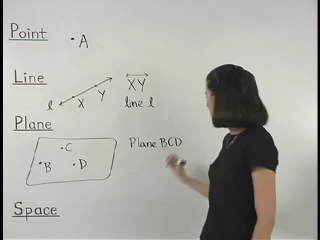 Point
A
Line
l X Y
XY
line l
Plane
C
B D
Plane BCD
Space